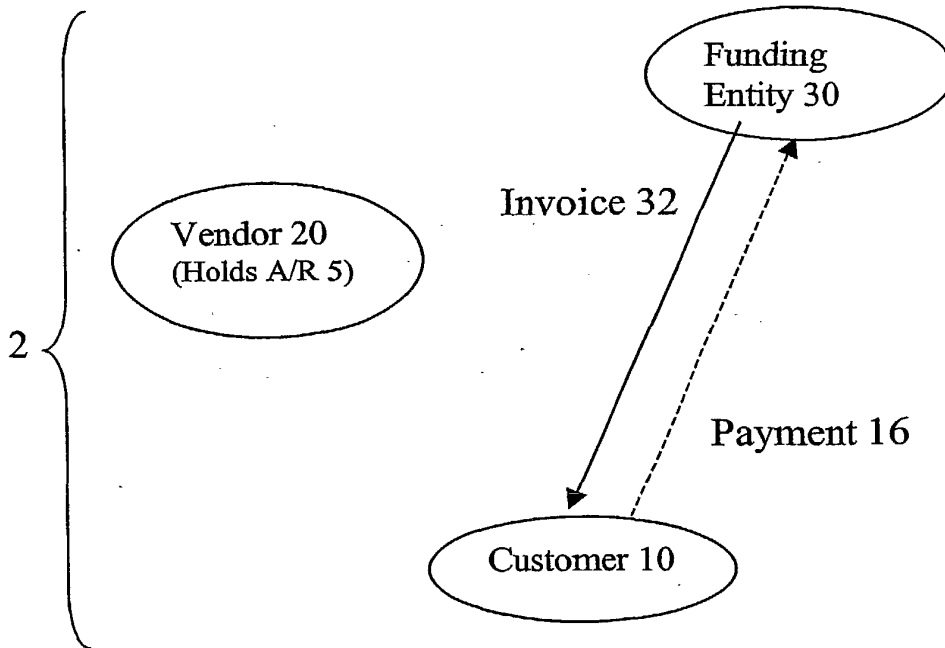 Funding
Entity 30
Invoice 32
Vendor 20
(Holds A/R 5)
2
Payment 16
Customer 10